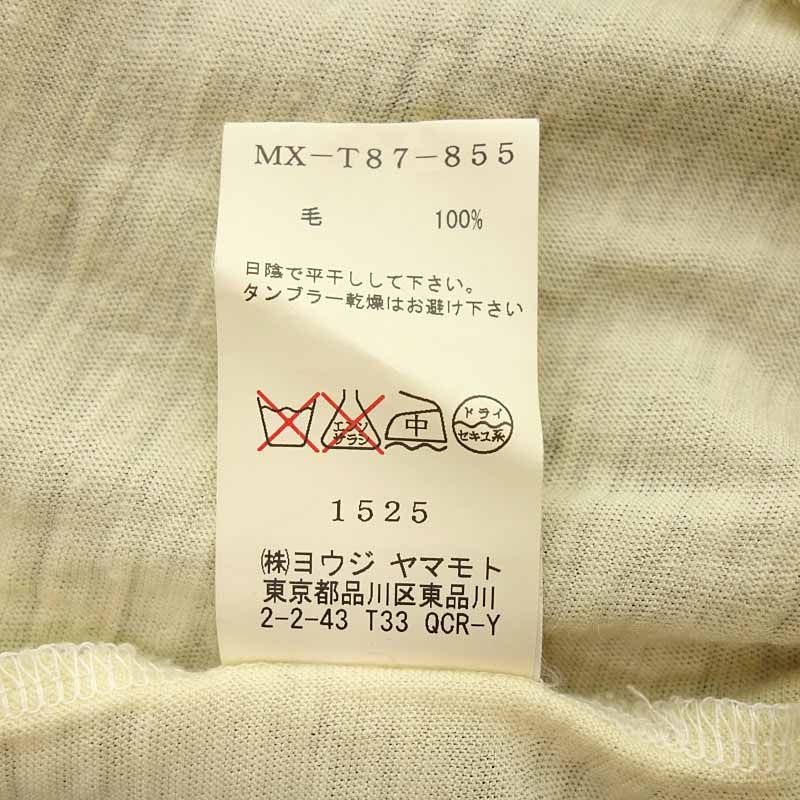 MX-T87-855
毛 100%
日陰で平干しして下さい。
タンブラー乾燥はお避け下さい
エンソ
サラシ
中
ドライ
セキユ系
1525
㈱ヨウジ ヤマモト
東京都品川区東品川
2-2-43 T33 QCR-Y